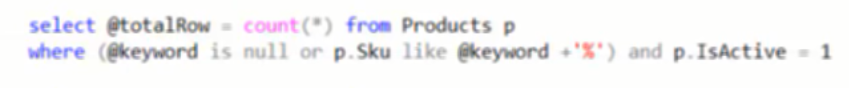 select @totalRow = count(*) from Products p
where (@keyword is null or p.Sku like @keyword +'%') and p.IsActive = 1